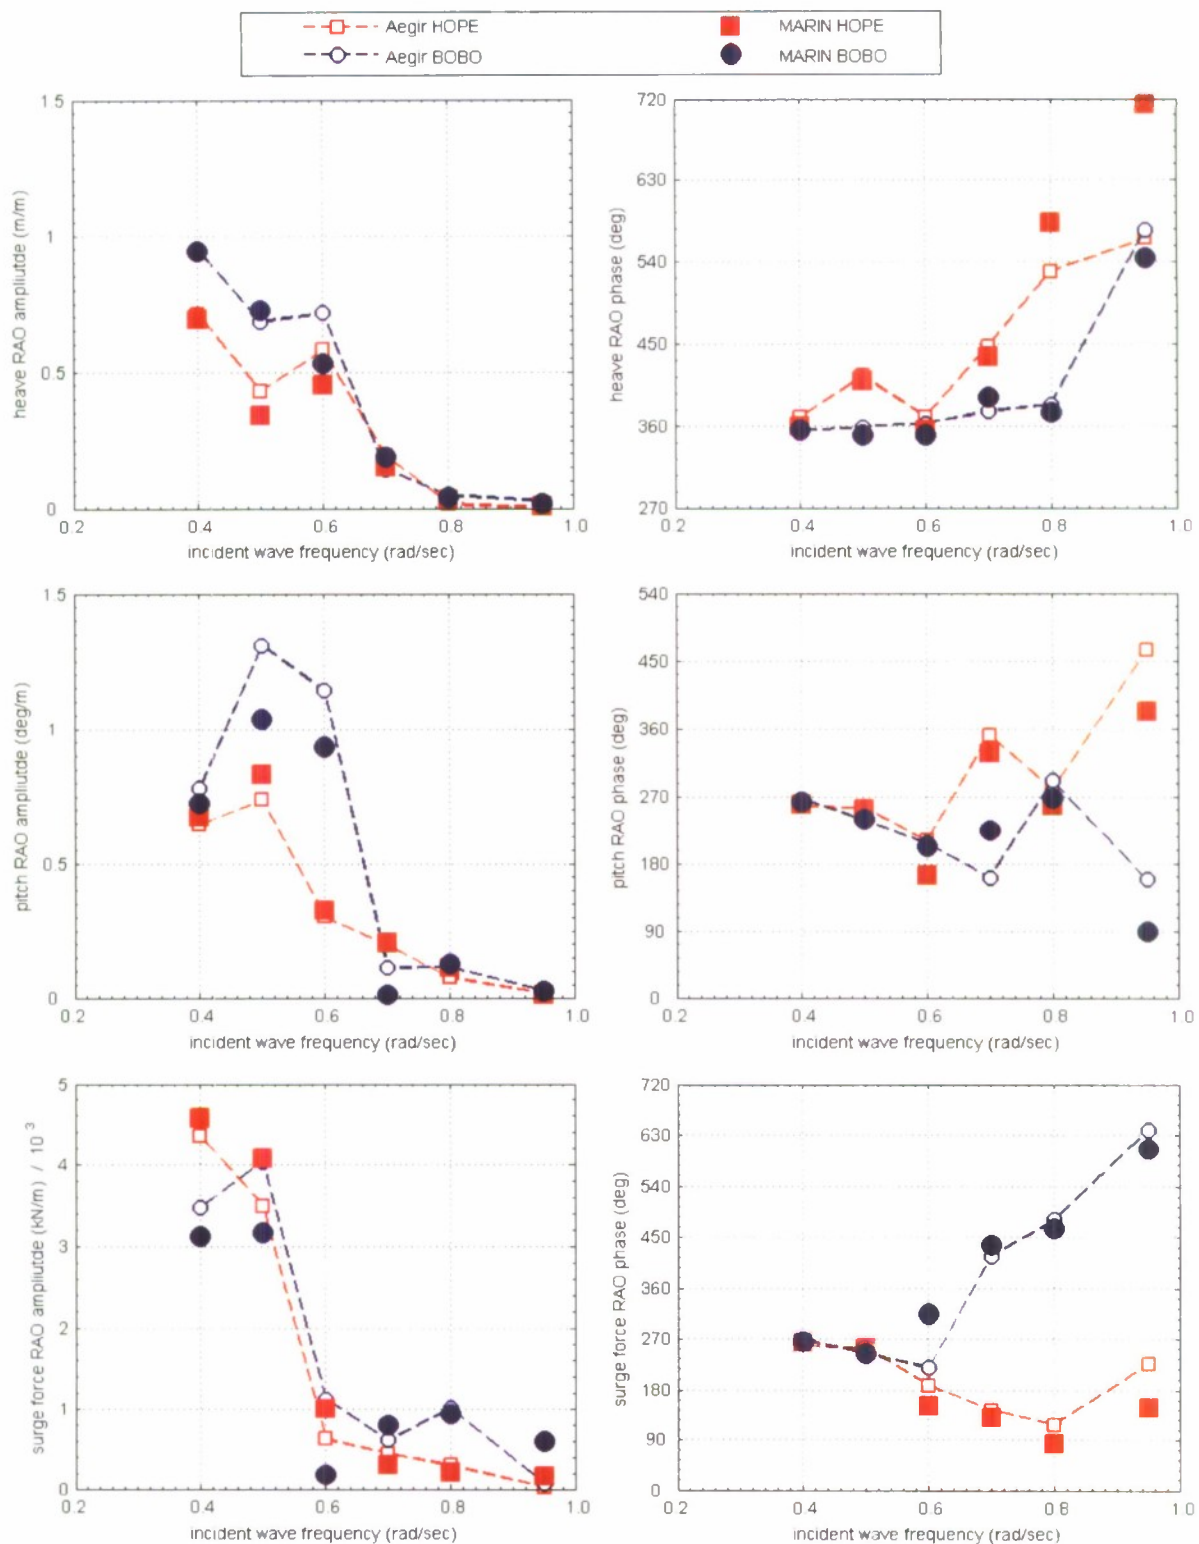 Aegir HOPE MARIN HOPE
Aegir BOBO MARIN BOBO
heave RAO ampliutde (m/m)
1.5
1
0.5
0
0.2 0.4 0.6 0.8 1.0
incident wave frequency (rad/sec)
heave RAO phase (deg)
720
630
540
450
360
270
0.2 0.4 0.6 0.8 1.0
incident wave frequency (rad/sec)
pitch RAO ampliutde (deg/m)
1.5
1
0.5
0
0.2 0.4 0.6 0.8 1.0
incident wave frequency (rad/sec)
pitch RAO phase (deg)
540
450
360
270
180
90
0
0.2 0.4 0.6 0.8 1.0
incident wave frequency (rad/sec)
surge force RAO ampliutde (kN/m) / 10 3
5
4
3
2
1
0
0.2 0.4 0.6 0.8 1.0
incident wave frequency (rad/sec)
surge force RAO phase (deg)
720
630
540
450
360
270
180
90
0
0.2 0.4 0.6 0.8 1.0
incident wave frequency (rad/sec)